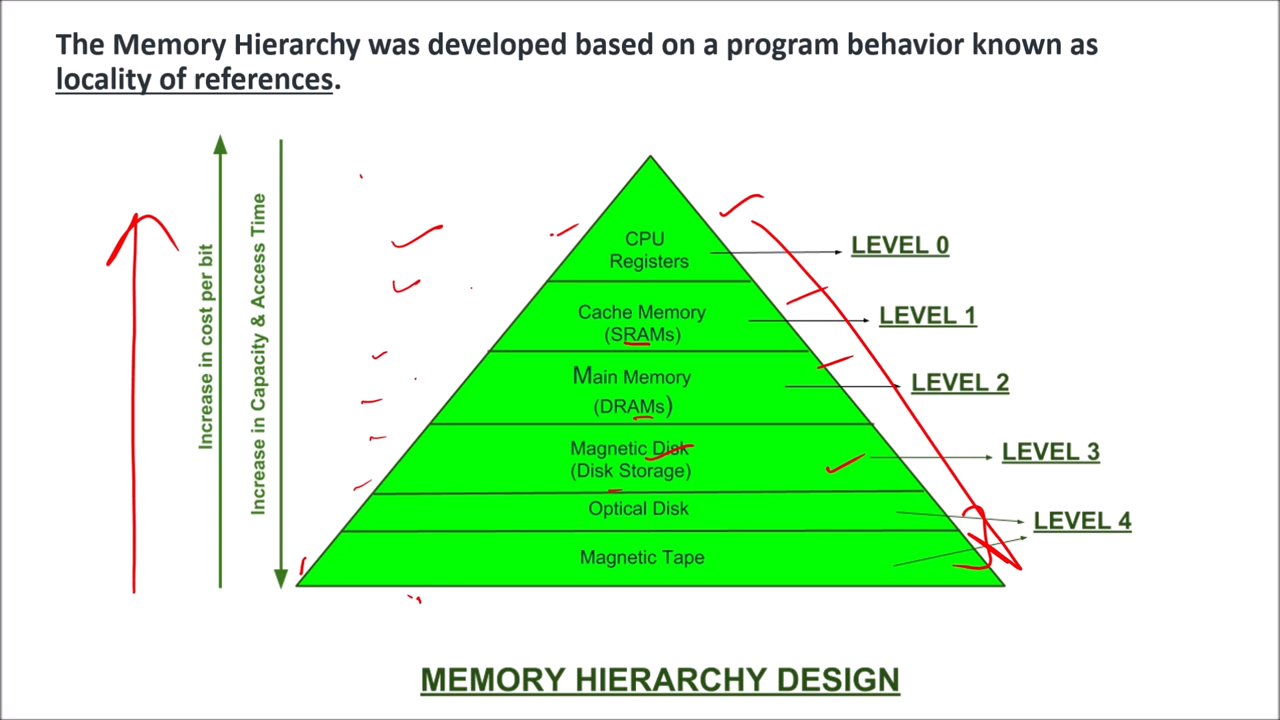 The Memory Hierarchy was developed based on a program behavior known as
locality of references.
Increase in cost per bit
Increase in Capacity & Access Time
CPU
Registers
LEVEL 0
Cache Memory
(SRAMs)
LEVEL 1
Main Memory
(DRAMs)
LEVEL 2
Magnetic Disk
(Disk Storage)
LEVEL 3
Optical Disk
LEVEL 4
Magnetic Tape
MEMORY HIERARCHY DESIGN